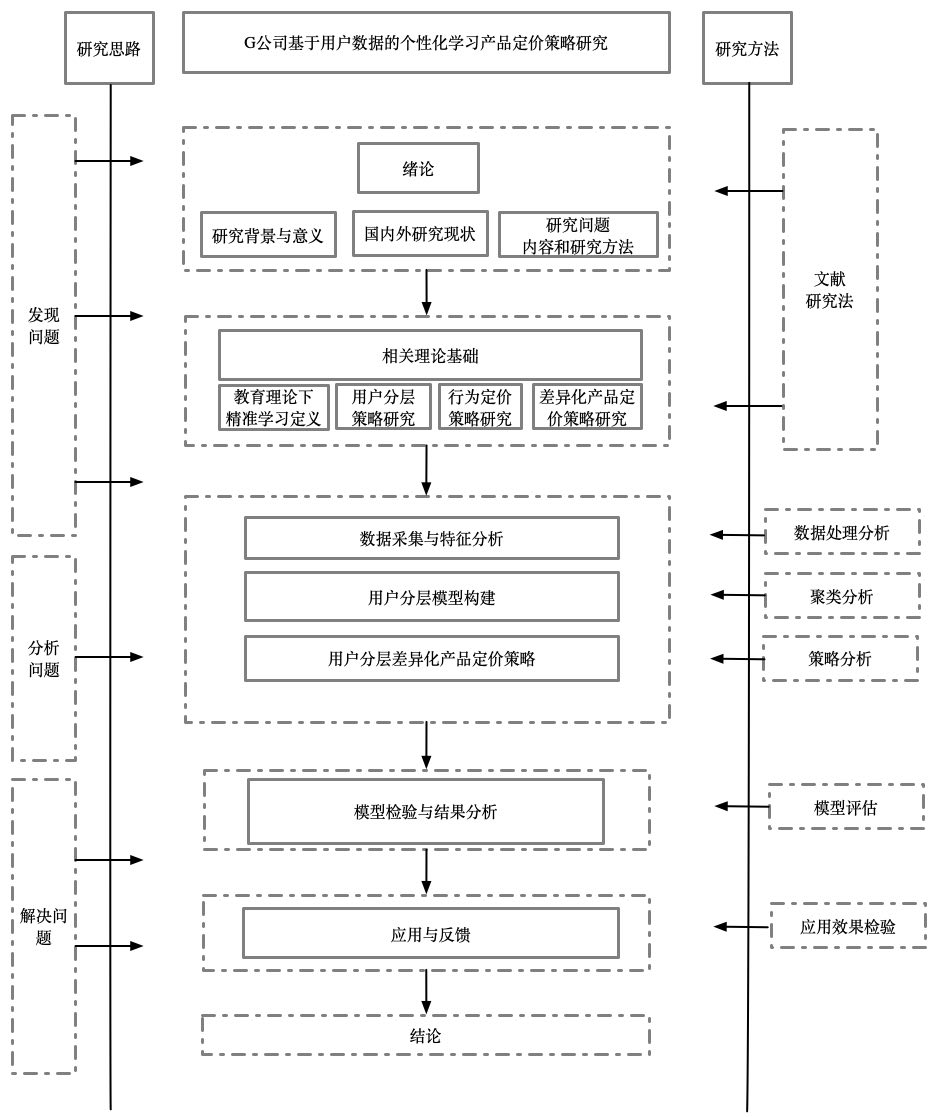 研究思路
G公司基于用户数据的个性化学习产品定价策略研究
研究方法
绪论
研究背景与意义
国内外研究现状
研究问题
内容和研究方法
文献
研究法
发现
问题
相关理论基础
教育理论下
精准学习定义
用户分层
策略研究
行为定价
策略研究
差异化产品定
价策略研究
数据采集与特征分析
数据处理分析
用户分层模型构建
聚类分析
分析
问题
用户分层差异化产品定价策略
策略分析
模型检验与结果分析
模型评估
解决问
题
应用与反馈
应用效果检验
结论